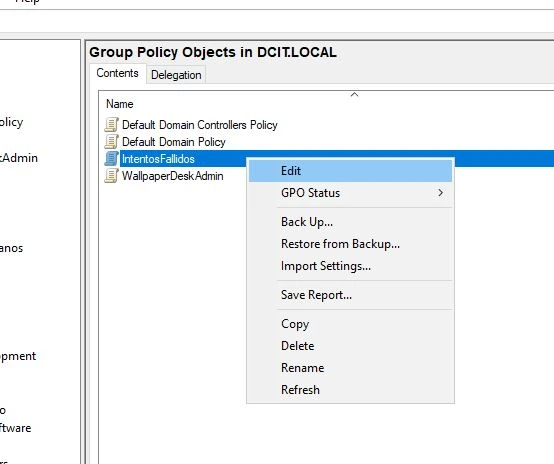 Help
Group Policy Objects in DCIT.LOCAL
Contents
Delegation
Name
Default Domain Controllers Policy
Default Domain Policy
IntentosFallidos
WallpaperDeskAdmin
Edit
GPO Status
Back Up...
Restore from Backup...
Import Settings...
Save Report...
Copy
Delete
Rename
Refresh
olicy
kAdmin
anos
opment
o
ftware